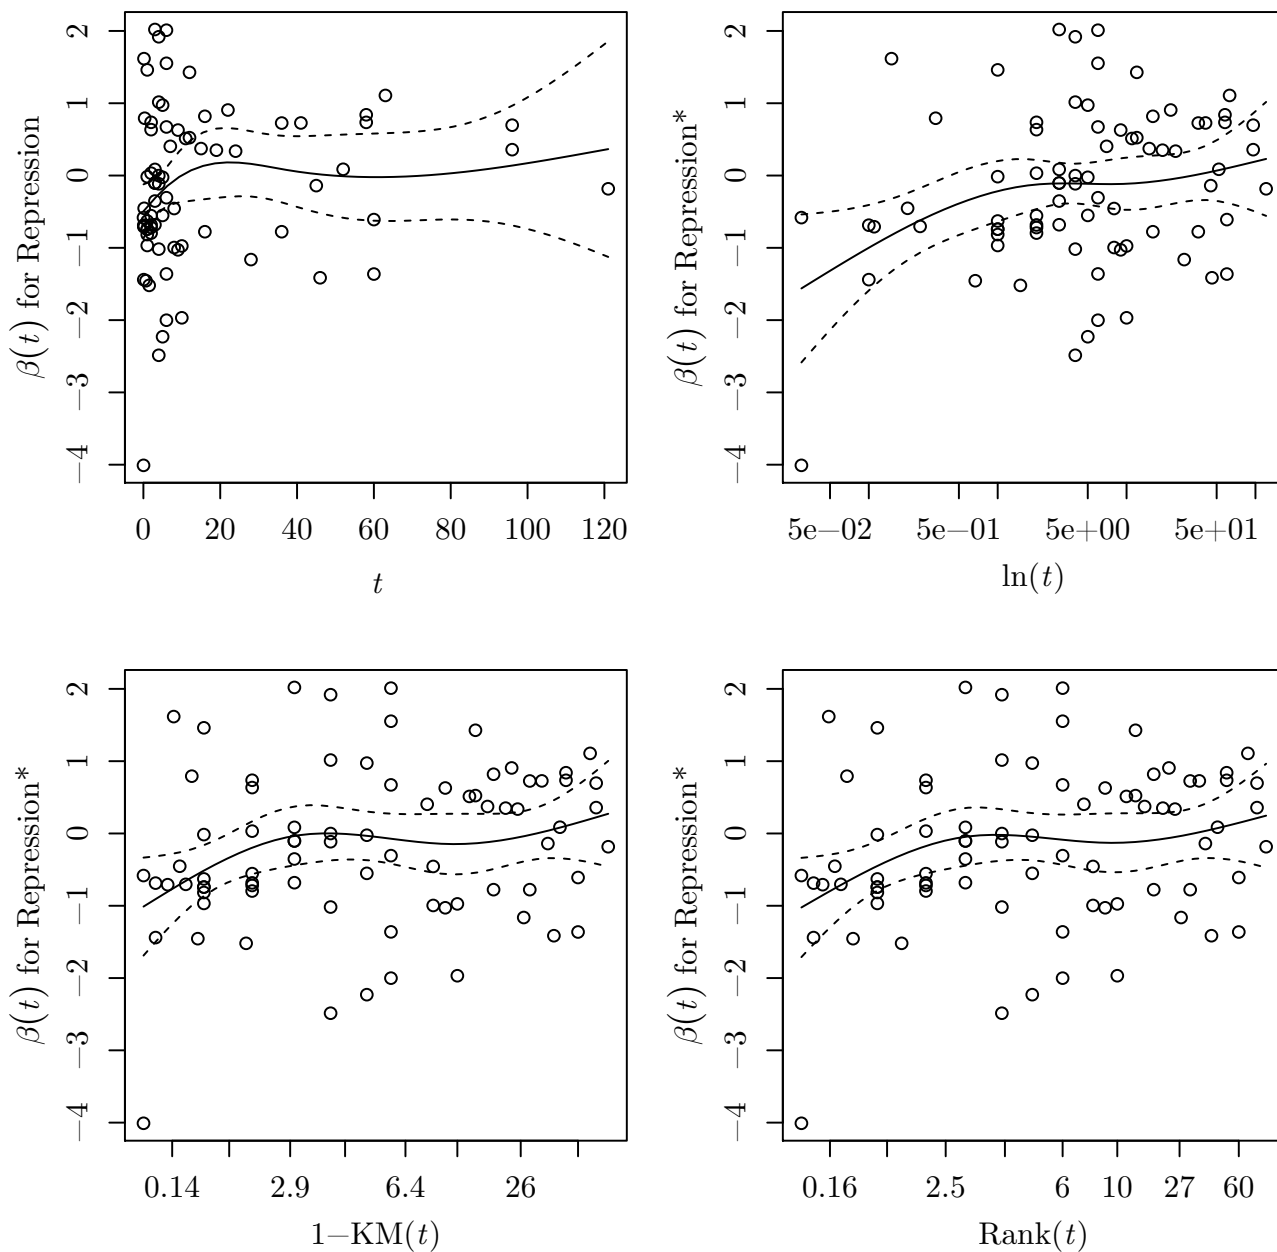 β(t) for Repression
2
1
0
−1
−2
−3
−4
0 20 40 60 80 100 120
t
β(t) for Repression*
2
1
0
−1
−2
−3
−4
5e−02 5e−01 5e+00 5e+01
ln(t)
β(t) for Repression*
2
1
0
−1
−2
−3
−4
0.14 2.9 6.4 26
1−KM(t)
β(t) for Repression*
2
1
0
−1
−2
−3
−4
0.16 2.5 6 10 27 60
Rank(t)